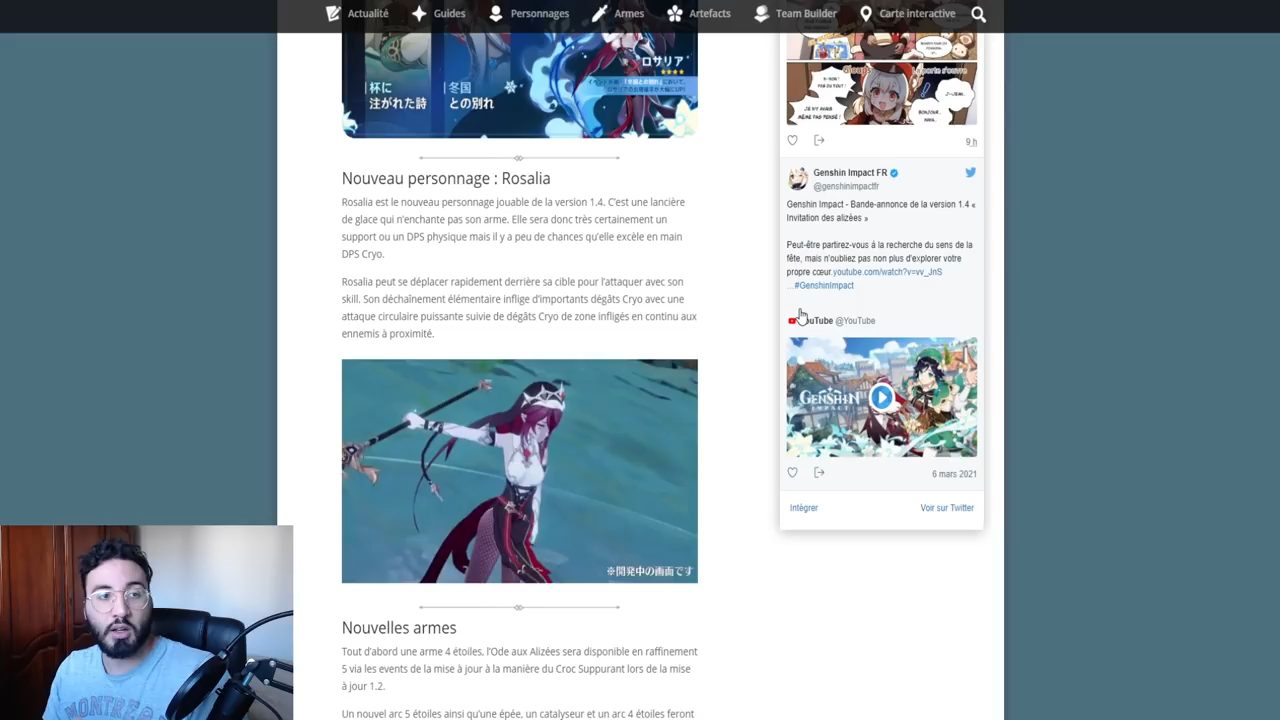 Actualité
Guides
Personnages
Armes
Artefacts
Team Builder
Carte interactive
ロサリア
杯に
注がれた詩
冬国
との別れ
Nouveau personnage : Rosalia
Rosalia est le nouveau personnage jouable de la version 1.4. C'est une lancière
de glace qui n'enchante pas son arme. Elle sera donc très certainement un
support ou un DPS physique mais il y a peu de chances qu'elle excèle en main
DPS Cryo.
Rosalia peut se déplacer rapidement derrière sa cible pour l'attaquer avec son
skill. Son déchaînement élémentaire inflige d'importants dégâts Cryo avec une
attaque circulaire puissante suivie de dégâts Cryo de zone infligés en continu aux
ennemis à proximité.
※開発中の画面です
Nouvelles armes
Tout d'abord une arme 4 étoiles, l'Ode aux Alizées sera disponible en raffinement
5 via les events de la mise à jour à la manière du Croc Suppurant lors de la mise
à jour 1.2.
Un nouvel arc 5 étoiles ainsi qu'une épée, un catalyseur et un arc 4 étoiles feront
BONJOUR,
9 h
Genshin Impact FR
@genshinimpactfr
Genshin Impact - Bande-annonce de la version 1.4 «
Invitation des alizées »
Peut-être partirez-vous à la recherche du sens de la
fête, mais n'oubliez pas non plus d'explorer votre
propre cœur.youtube.com/watch?v=vv_JnS
…#GenshinImpact
YouTube @YouTube
GENSHIN
IMPACT
6 mars 2021
Intégrer
Voir sur Twitter
MONTREAL